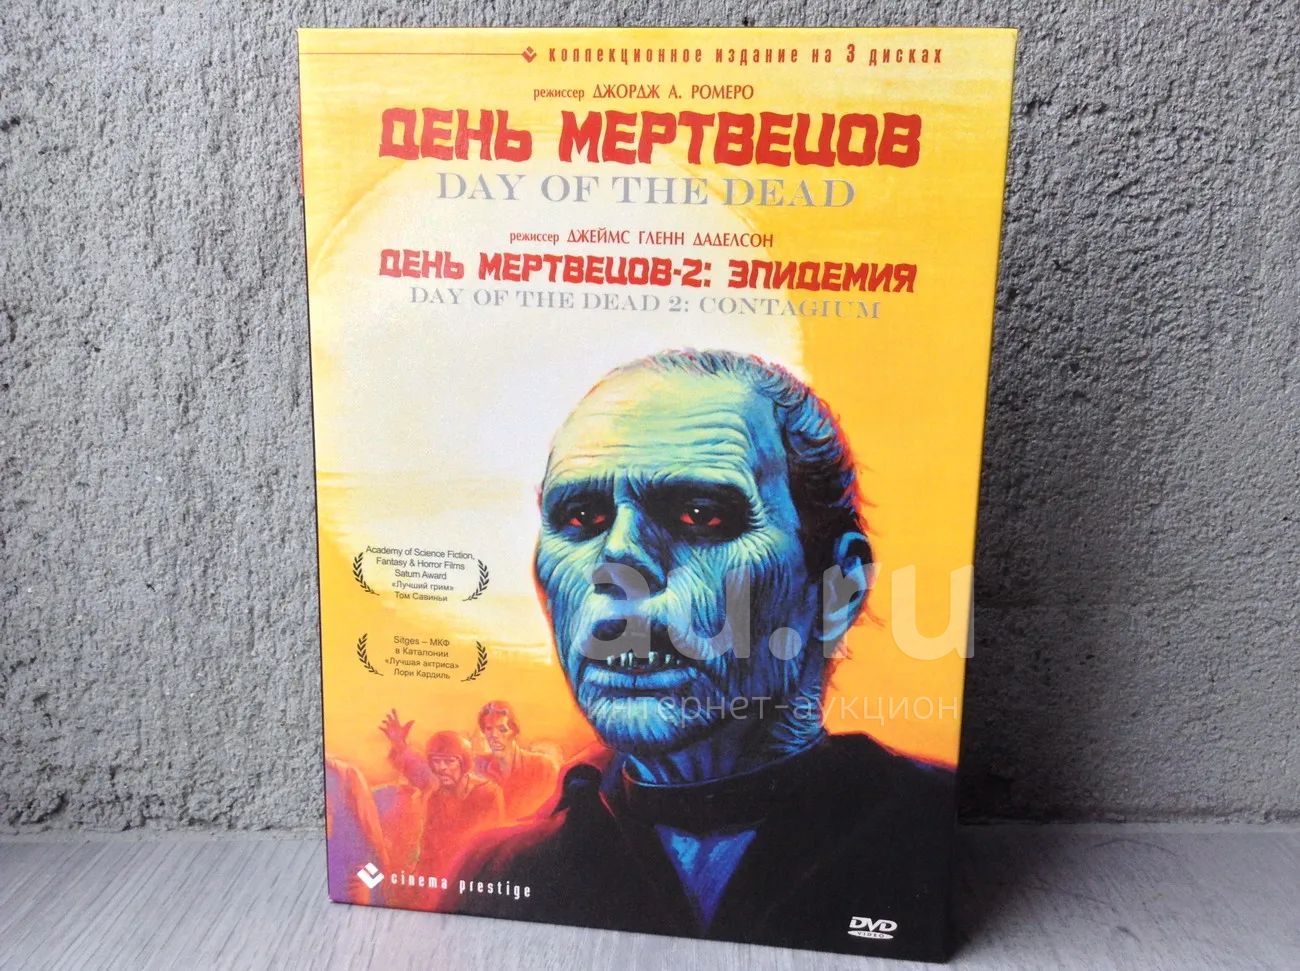 коллекционное издание на 3 дисках
режиссер ДЖОРДЖ А. РОМЕРО
ДЕНЬ МЕРТВЕЦОВ
DAY OF THE DEAD
режиссер ДЖЕЙМС ГЛЕНН ДАДЕЛСОН
ДЕНЬ МЕРТВЕЦОВ-2: ЭПИДЕМИЯ
DAY OF THE DEAD 2: CONTAGIUM
Academy of Science Fiction,
Fantasy & Horror Films
Saturn Award
«Лучший грим»
Том Савиньи
Sitges – МКФ
в Каталонии
«Лучшая актриса»
Лори Кардиль
au.ru
интернет-аукцион
cinema prestige
DVD
VIDEO